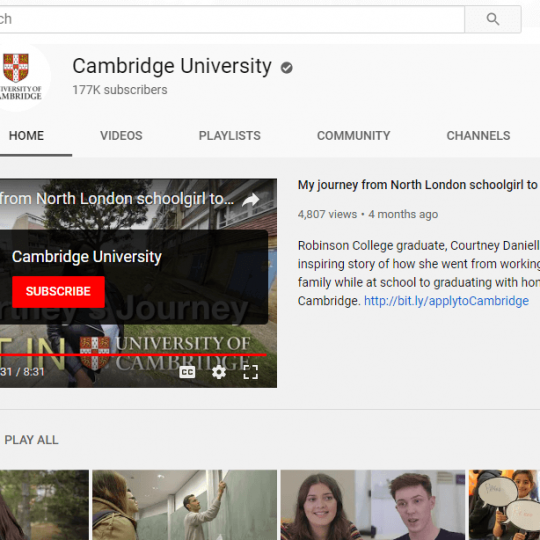 ch
Cambridge University
177K subscribers
UNIVERSITY OF
CAMBRIDGE
HOME VIDEOS PLAYLISTS COMMUNITY CHANNELS
from North London schoolgirl to...
Cambridge University
SUBSCRIBE
Journey
IN
UNIVERSITY OF
CAMBRIDGE
31 / 8:31
CC
My journey from North London schoolgirl to
4,807 views • 4 months ago
Robinson College graduate, Courtney Daniell
inspiring story of how she went from working
family while at school to graduating with hon
Cambridge. http://bit.ly/applytoCambridge
PLAY ALL